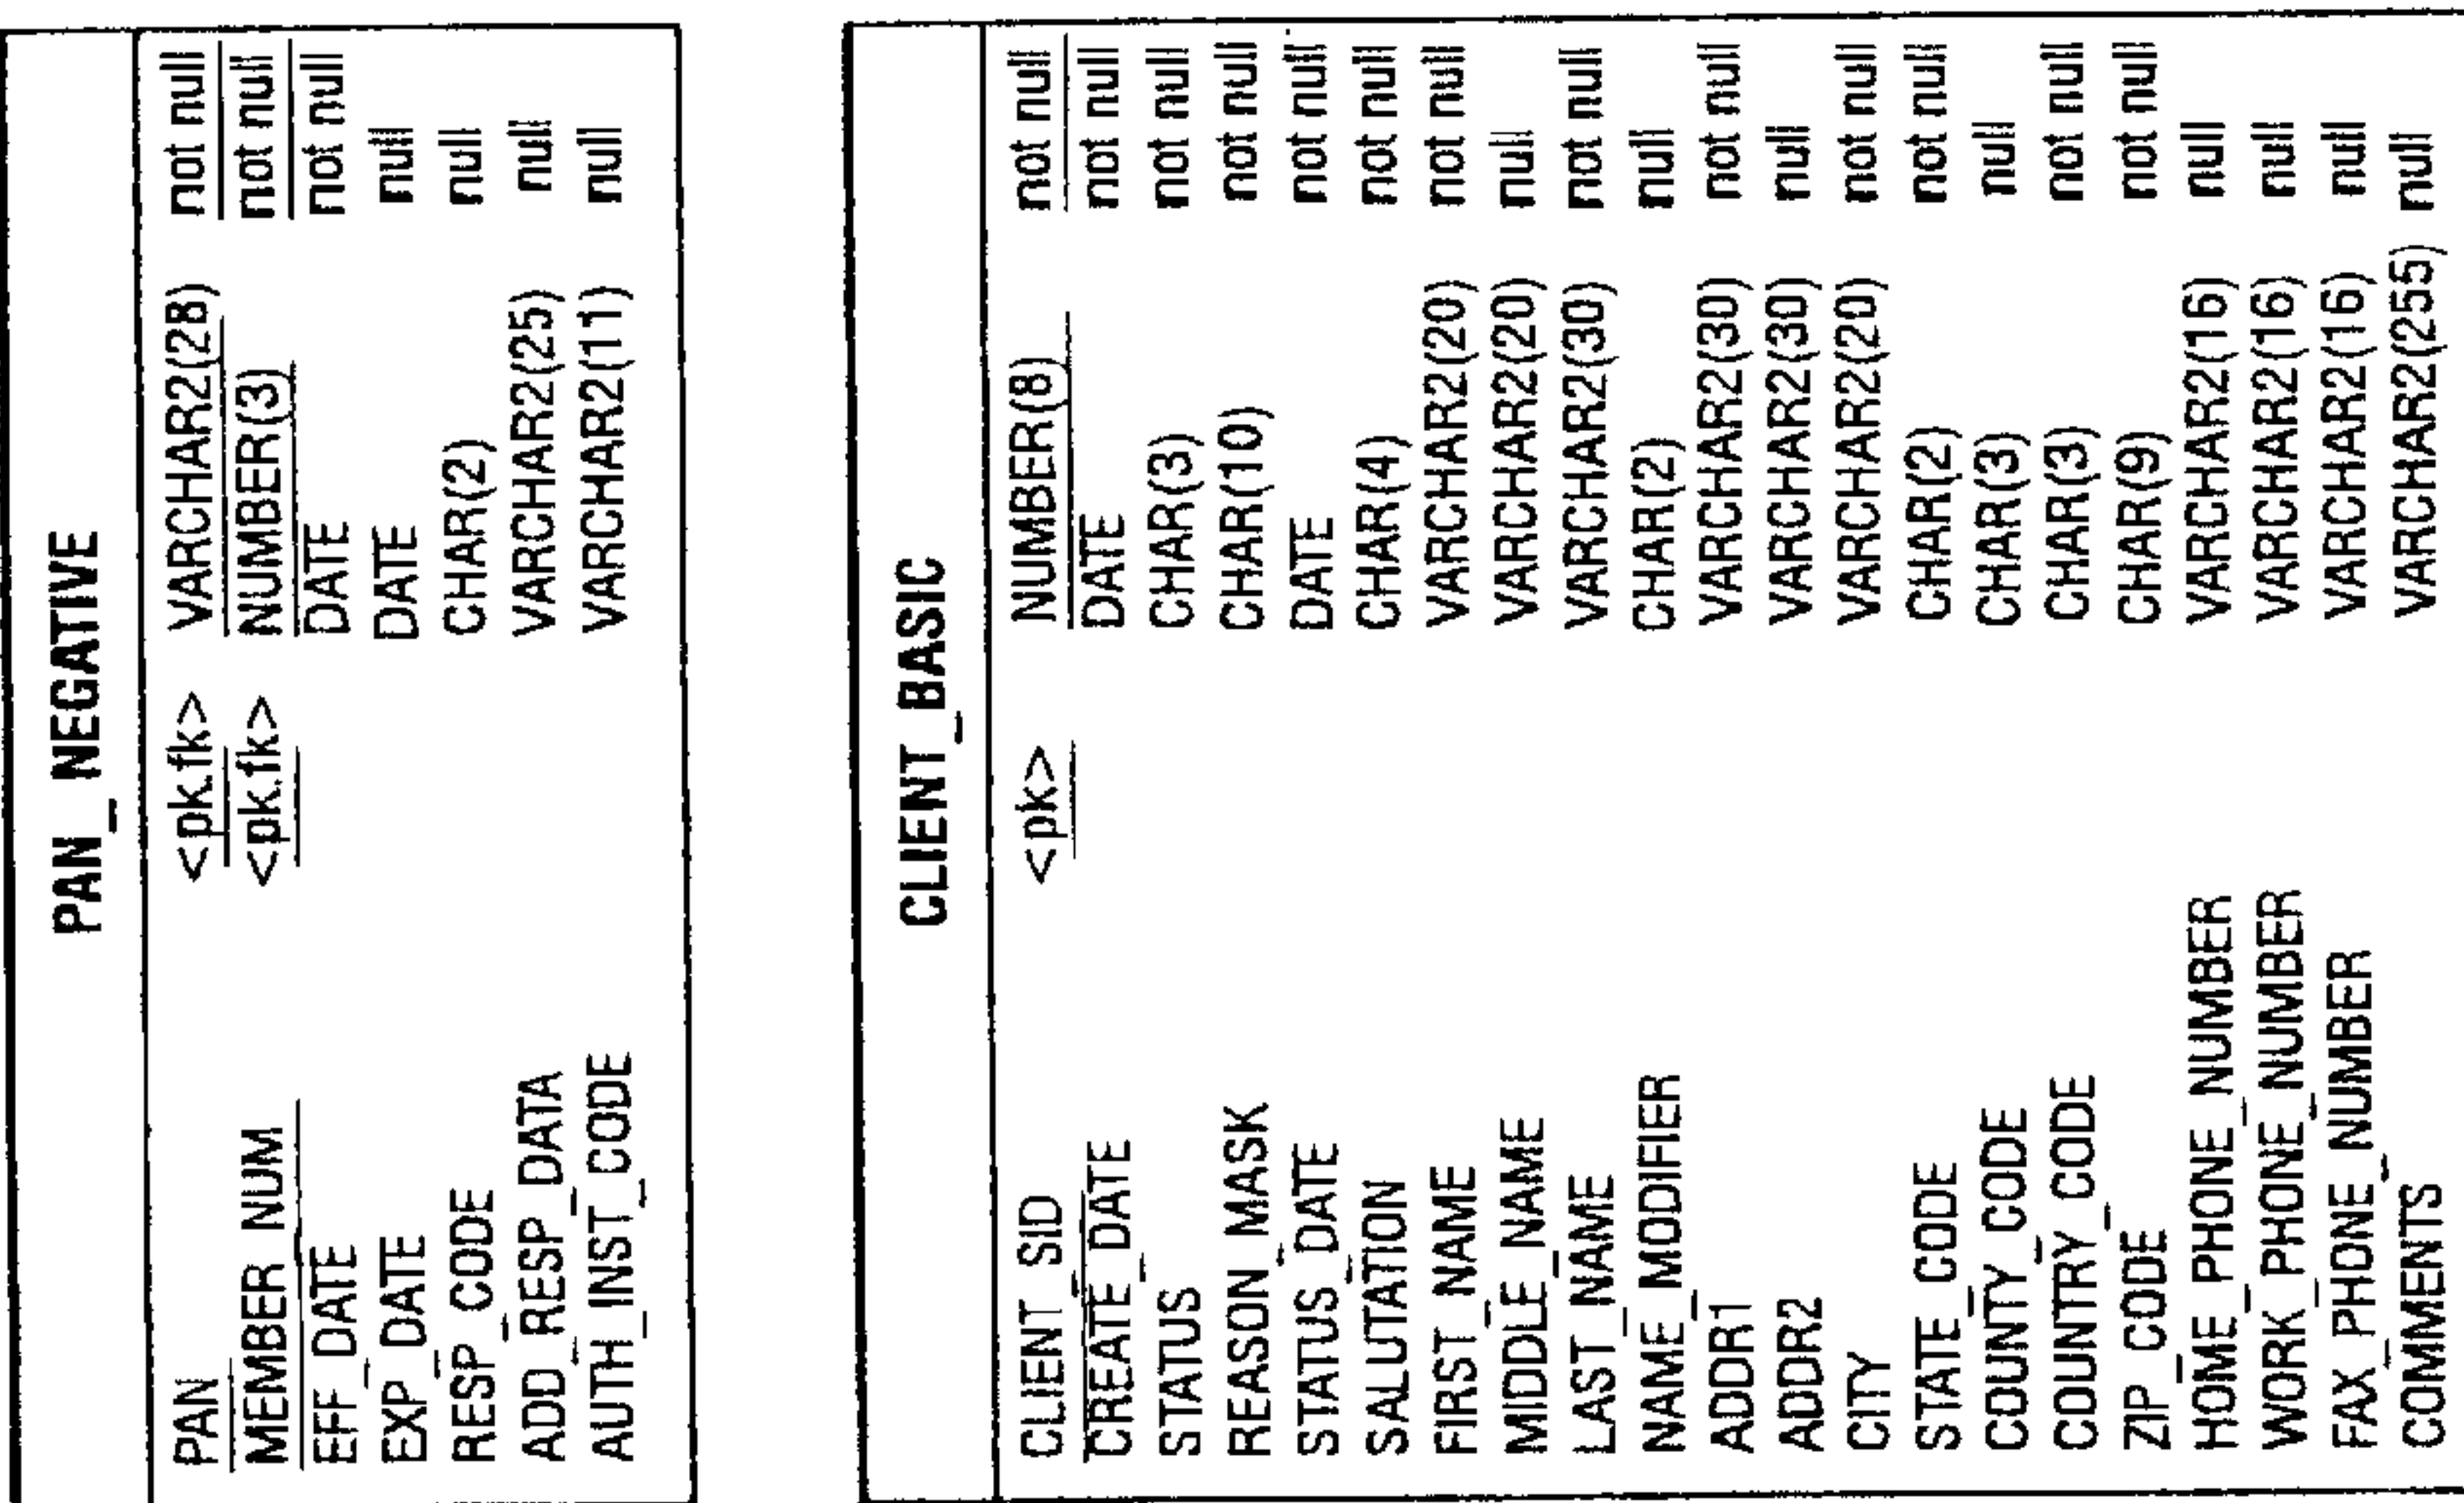 PAN_NEGATIVE
PAN <pk.fk> VARCHAR2(28) not null
MEMBER_NUM <pk.fk> NUMBER(3) not null
EFF_DATE DATE not null
EXP_DATE DATE null
RESP_CODE CHAR(2) null
ADD_RESP_DATA VARCHAR2(25) null
AUTH_INST_CODE VARCHAR2(11) null
CLIENT_BASIC
CLIENT_SID <pk> NUMBER(8) not null
CREATE_DATE DATE not null
STATUS CHAR(3) not null
REASON_MASK CHAR(10) not null
STATUS_DATE DATE not null
SALUTATION CHAR(4) not null
FIRST_NAME VARCHAR2(20) not null
MIDDLE_NAME VARCHAR2(20) null
LAST_NAME VARCHAR2(30) not null
NAME_MODIFIER CHAR(2) null
ADDR1 VARCHAR2(30) not null
ADDR2 VARCHAR2(30) null
CITY VARCHAR2(20) not null
STATE_CODE CHAR(2) not null
COUNTY_CODE CHAR(3) null
COUNTRY_CODE CHAR(3) not null
ZIP_CODE CHAR(9) not null
HOME_PHONE_NUMBER VARCHAR2(16) null
WORK_PHONE_NUMBER VARCHAR2(16) null
FAX_PHONE_NUMBER VARCHAR2(16) null
COMMENTS VARCHAR2(255) null